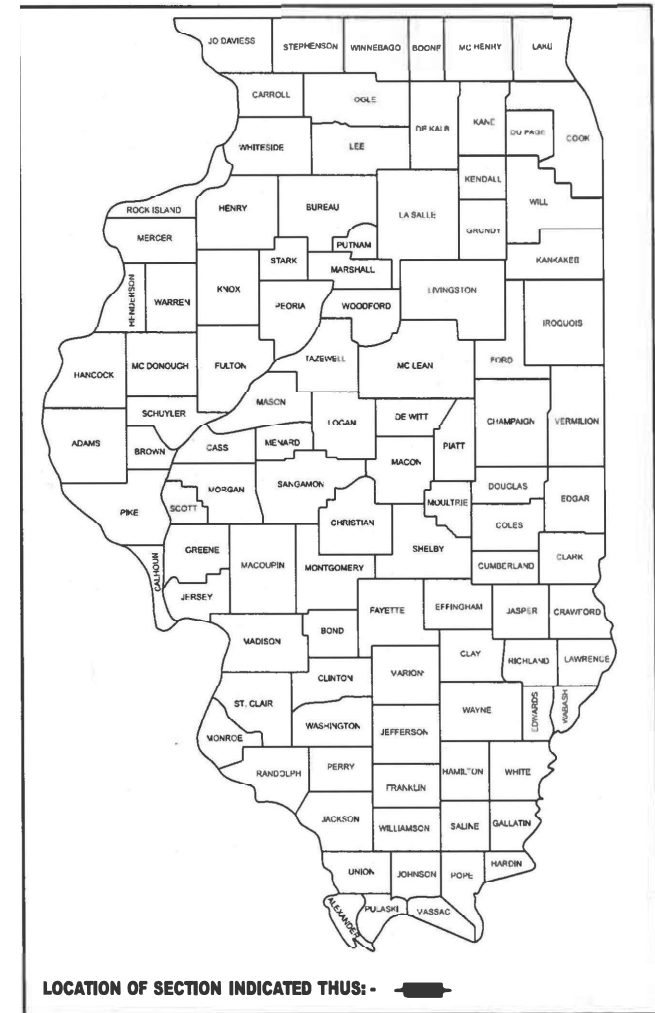 JO DAVIESS
STEPHENSON
WINNEBAGO
BOONE
MC HENRY
LAKE
CARROLL
OGLE
DE KALB
KANE
DU PAGE
COOK
WHITESIDE
LEE
KENDALL
WILL
ROCK ISLAND
HENRY
BUREAU
LA SALLE
GRUNDY
MERCER
PUTNAM
KANKAKEE
STARK
MARSHALL
HENDERSON
WARREN
KNOX
PEORIA
WOODFORD
LIVINGSTON
IROQUOIS
HANCOCK
MC DONOUGH
FULTON
TAZEWELL
MC LEAN
FORD
SCHUYLER
MASON
LOGAN
DE WITT
CHAMPAIGN
VERMILION
ADAMS
BROWN
CASS
MENARD
MACON
PIATT
PIKE
SCOTT
MORGAN
SANGAMON
CHRISTIAN
MOULTRIE
DOUGLAS
EDGAR
COLES
CALHOUN
GREENE
MACOUPIN
MONTGOMERY
SHELBY
CUMBERLAND
CLARK
JERSEY
FAYETTE
EFFINGHAM
JASPER
CRAWFORD
MADISON
BOND
CLAY
RICHLAND
LAWRENCE
CLINTON
MARION
ST. CLAIR
WASHINGTON
JEFFERSON
WAYNE
EDWARDS
WABASH
MONROE
RANDOLPH
PERRY
FRANKLIN
HAMILTON
WHITE
JACKSON
WILLIAMSON
SALINE
GALLATIN
UNION
JOHNSON
POPE
HARDIN
ALEXANDER
PULASKI
VASSAC
LOCATION OF SECTION INDICATED THUS: -